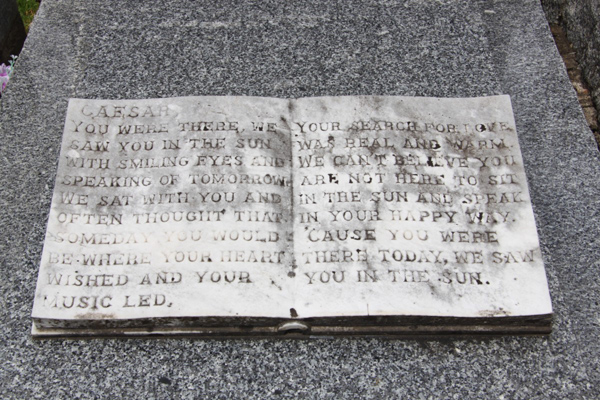 CAESAR,
YOU WERE THERE, WE
SAW YOU IN THE SUN
WITH SMILING EYES AND
SPEAKING OF TOMORROW,
WE SAT WITH YOU AND
OFTEN THOUGHT THAT
SOMEDAY YOU WOULD
BE WHERE YOUR HEART
WISHED AND YOUR
MUSIC LED,
YOUR SEARCH FOR LOVE
WAS REAL AND WARM.
WE CAN'T BELIEVE YOU
ARE NOT HERE TO SIT
IN THE SUN AND SPEAK
IN YOUR HAPPY WAY.
'CAUSE YOU WERE
THERE TODAY, WE SAW
YOU IN THE SUN.